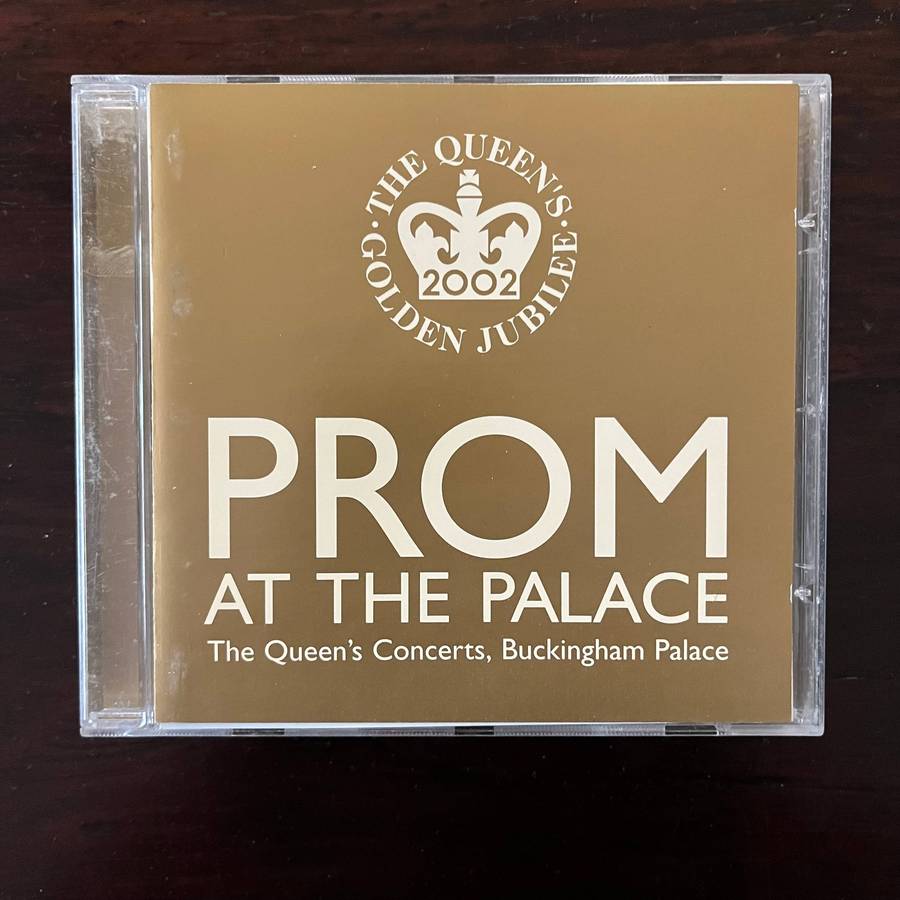 · THE QUEEN'S ·
GOLDEN JUBILEE
2002
PROM
AT THE PALACE
The Queen's Concerts, Buckingham Palace